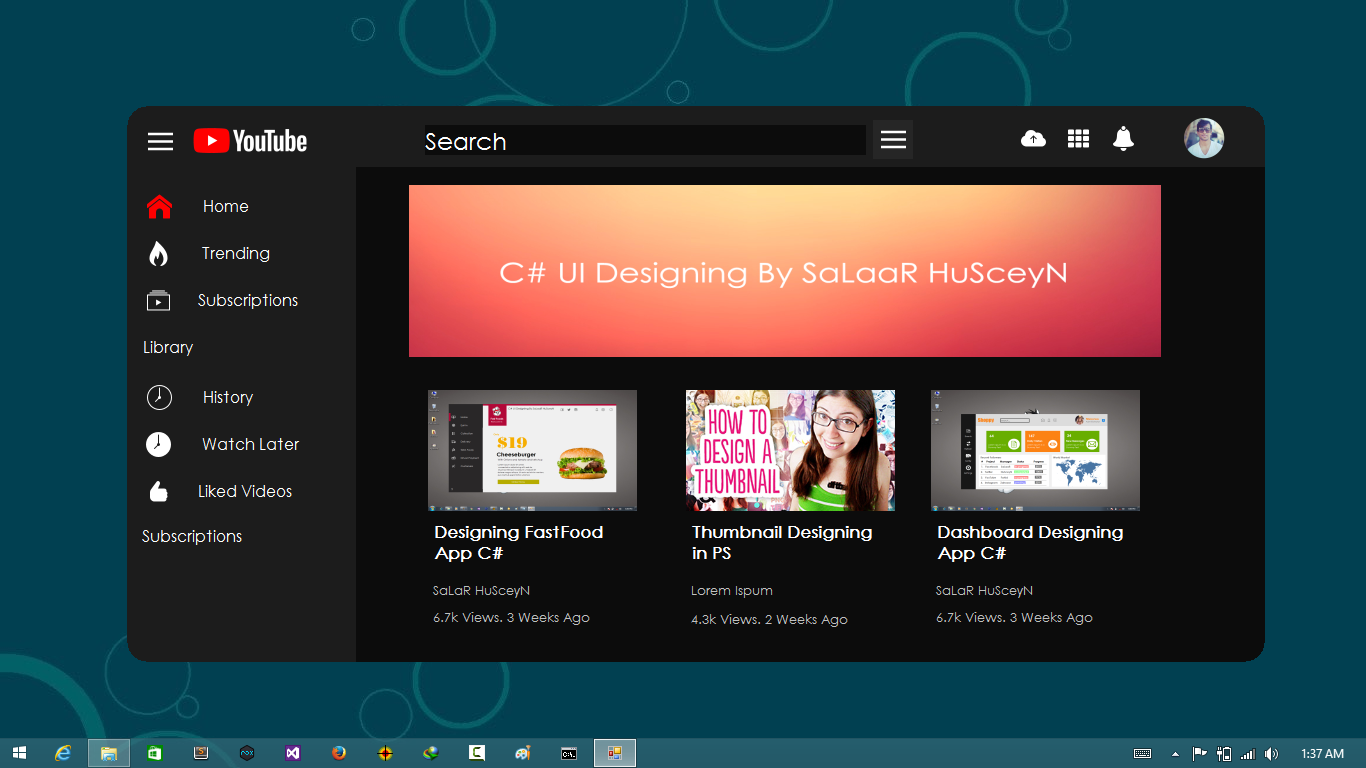 YouTube
Search
Home
Trending
Subscriptions
Library
History
Watch Later
Liked Videos
Subscriptions
C# UI Designing By SaLaaR HuSceyN
$19
Cheeseburger
HOW TO
DESIGN A
THUMBNAIL
Designing FastFood
App C#
SaLaR HuSceyN
6.7k Views. 3 Weeks Ago
Thumbnail Designing
in PS
Lorem Ispum
4.3k Views. 2 Weeks Ago
Dashboard Designing
App C#
SaLaR HuSceyN
6.7k Views. 3 Weeks Ago
nox
C:\.
1:37 AM